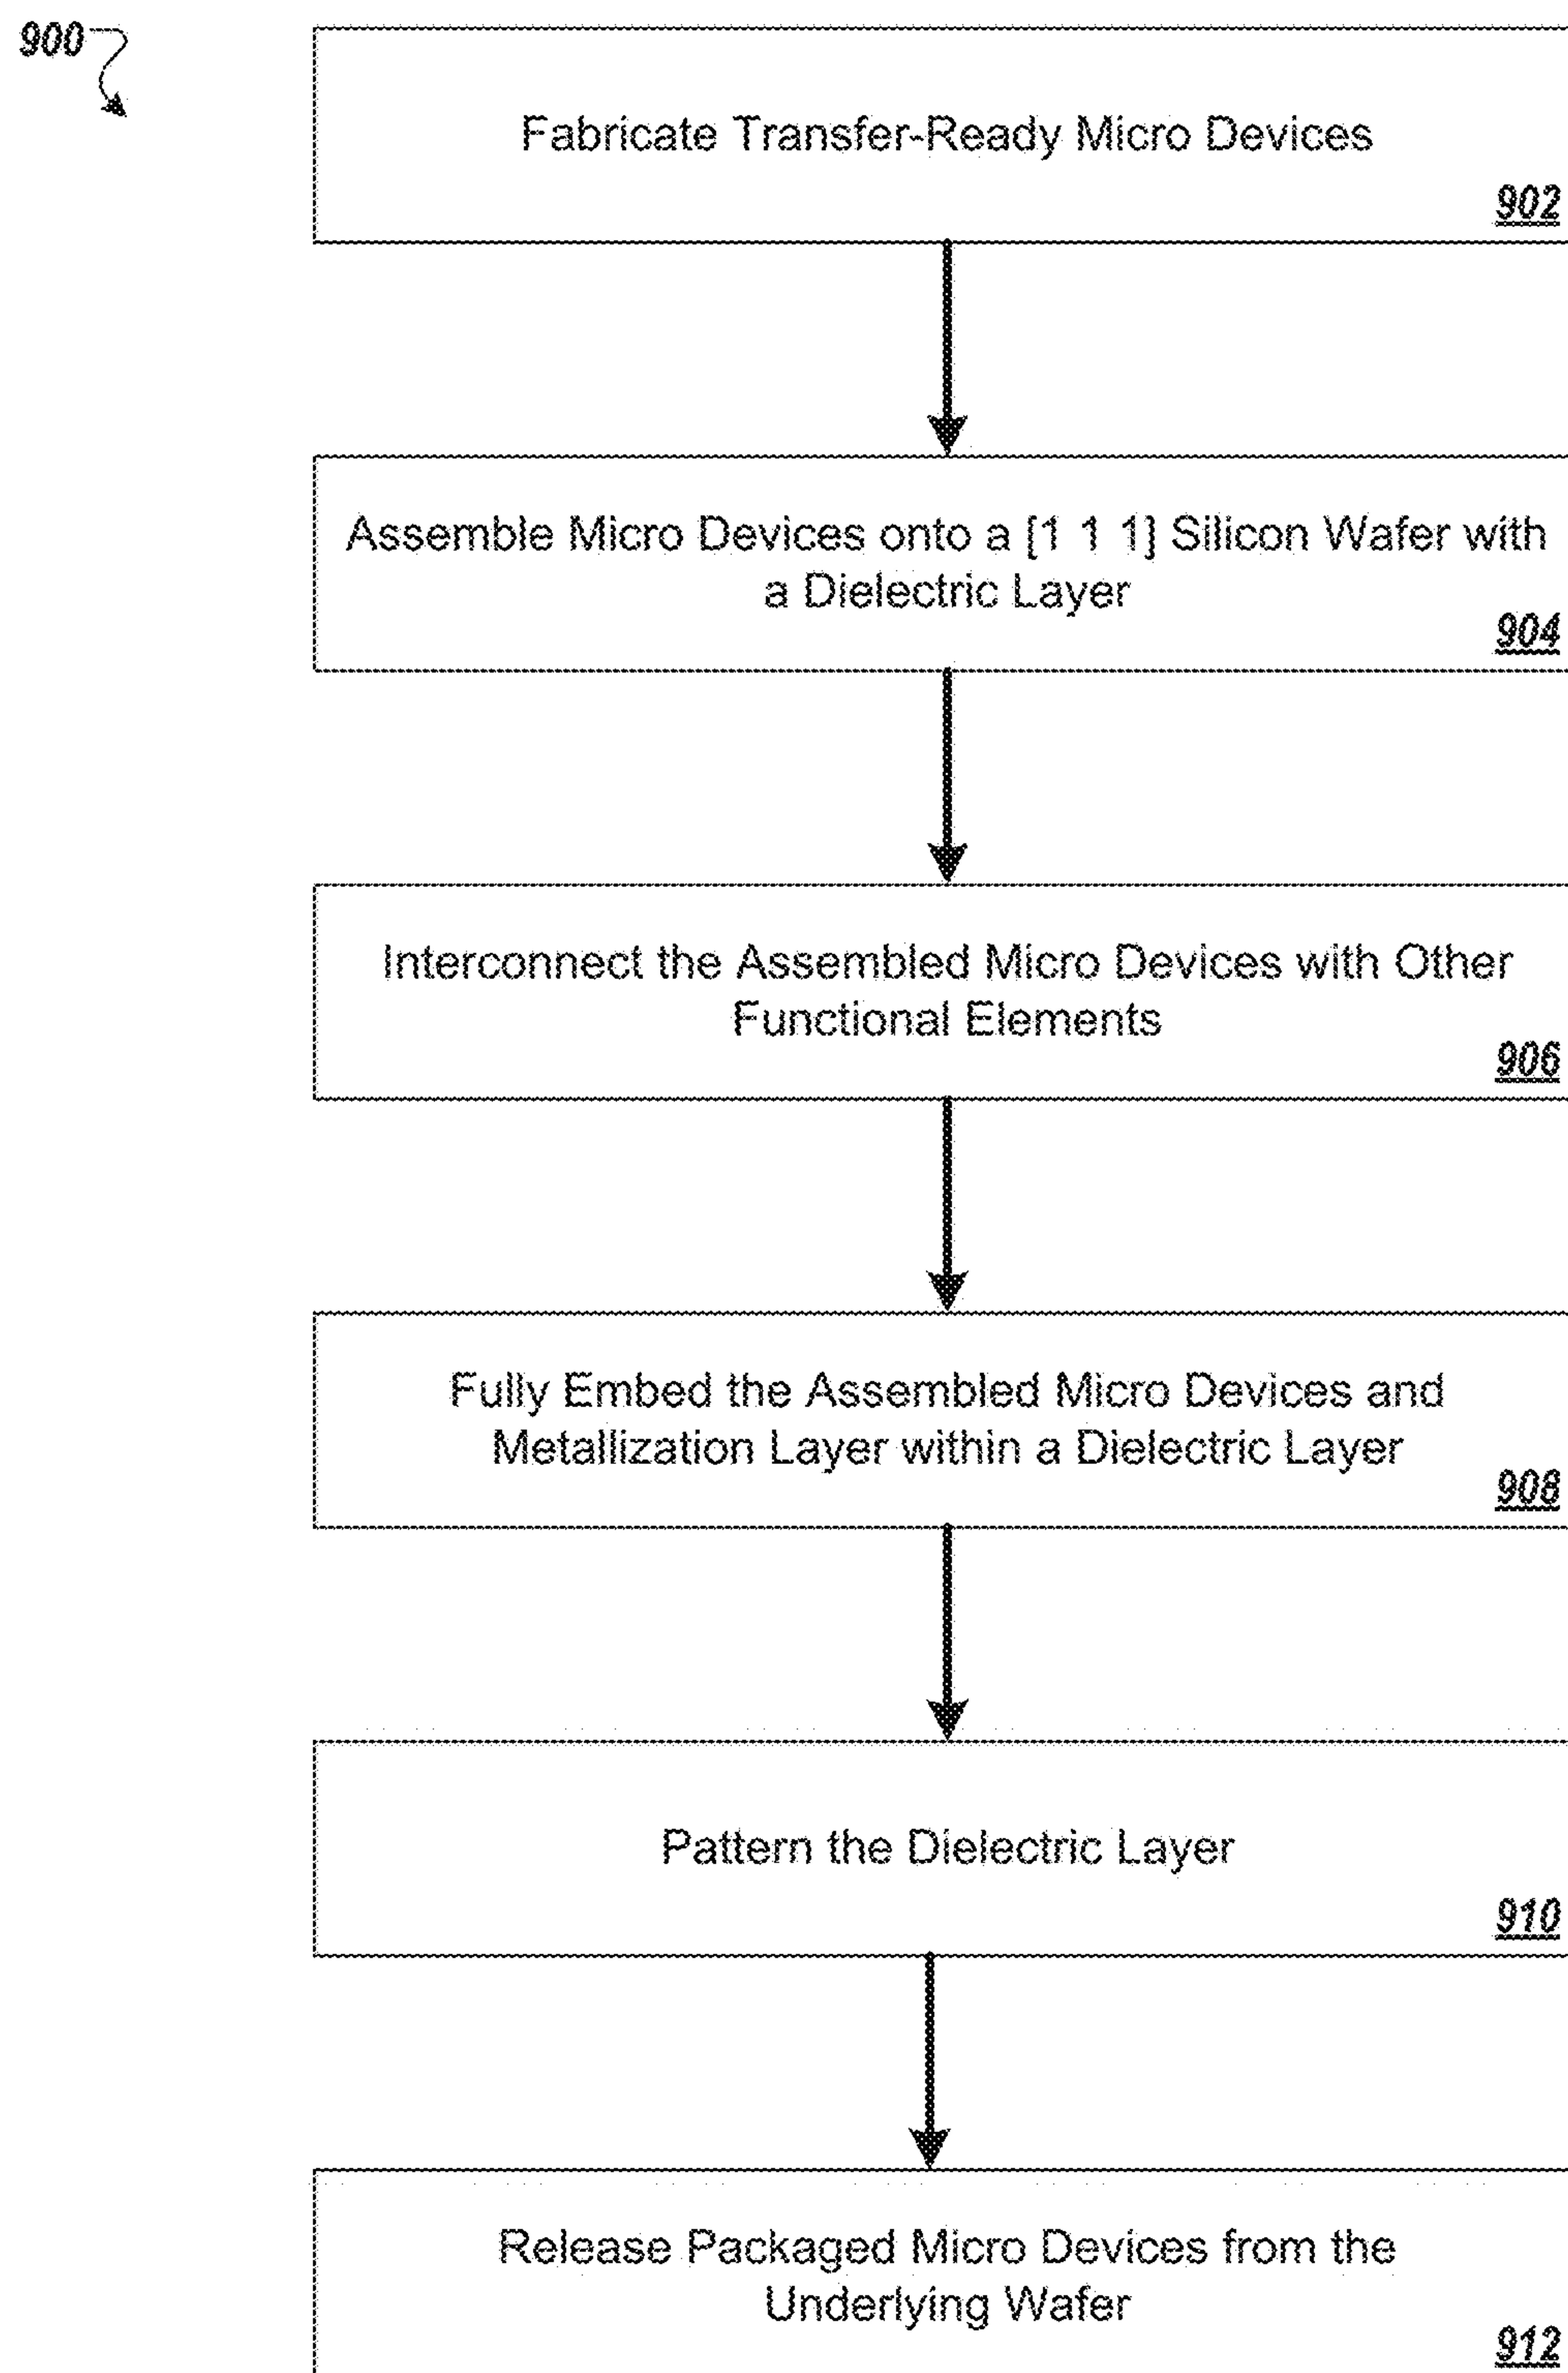 900
Fabricate Transfer-Ready Micro Devices
902
Assemble Micro Devices onto a [1 1 1] Silicon Wafer with
a Dielectric Layer
904
Interconnect the Assembled Micro Devices with Other
Functional Elements
906
Fully Embed the Assembled Micro Devices and
Metallization Layer within a Dielectric Layer
908
Pattern the Dielectric Layer
910
Release Packaged Micro Devices from the
Underlying Wafer
912